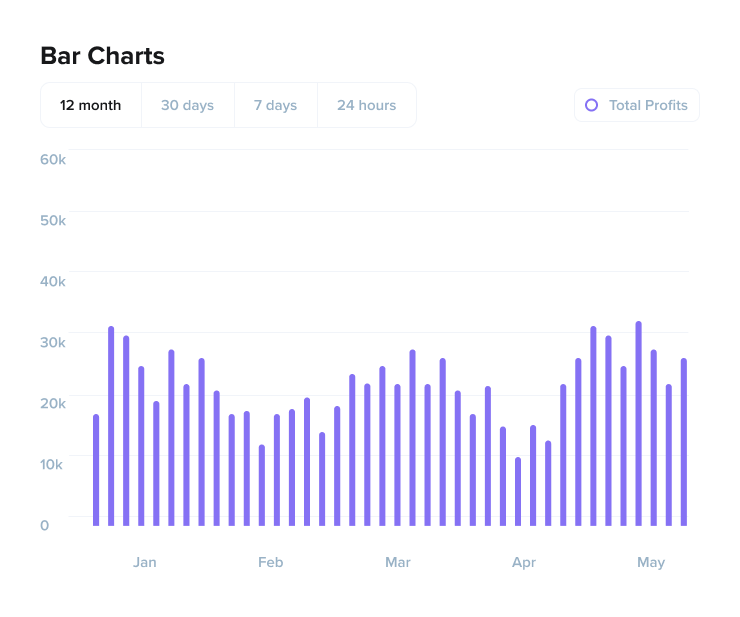 Bar Charts
12 month 30 days 7 days 24 hours Total Profits
60k
50k
40k
30k
20k
10k
0
Jan Feb Mar Apr May